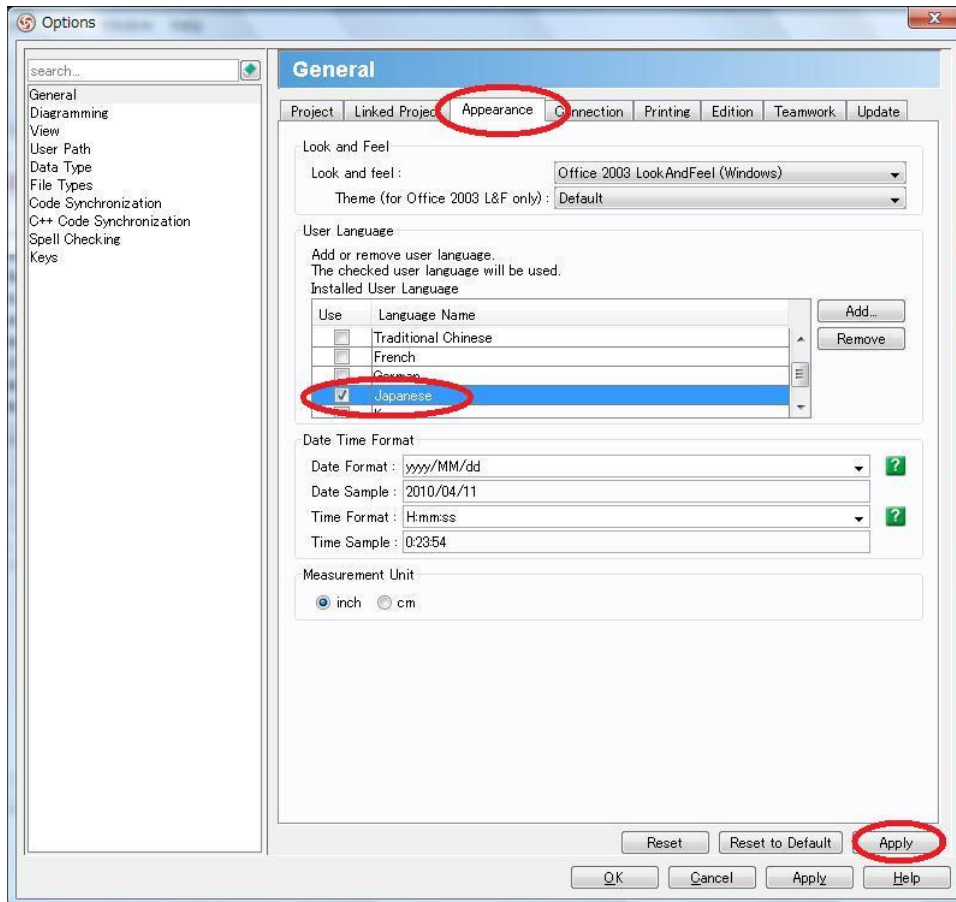 Options
search...
General
Diagramming
View
User Path
Data Type
File Types
Code Synchronization
C++ Code Synchronization
Spell Checking
Keys
General
Project Linked Project Appearance Connection Printing Edition Teamwork Update
Look and Feel
Look and feel : Office 2003 LookAndFeel (Windows)
Theme (for Office 2003 L&F only) : Default
User Language
Add or remove user language.
The checked user language will be used.
Installed User Language
Use Language Name
Add...
Traditional Chinese
Remove
French
German
Japanese
Date Time Format
Date Format : yyyy/MM/dd
Date Sample : 2010/04/11
Time Format : H:mm:ss
Time Sample : 0:23:54
Measurement Unit
inch cm
Reset Reset to Default Apply
OK Cancel Apply Help